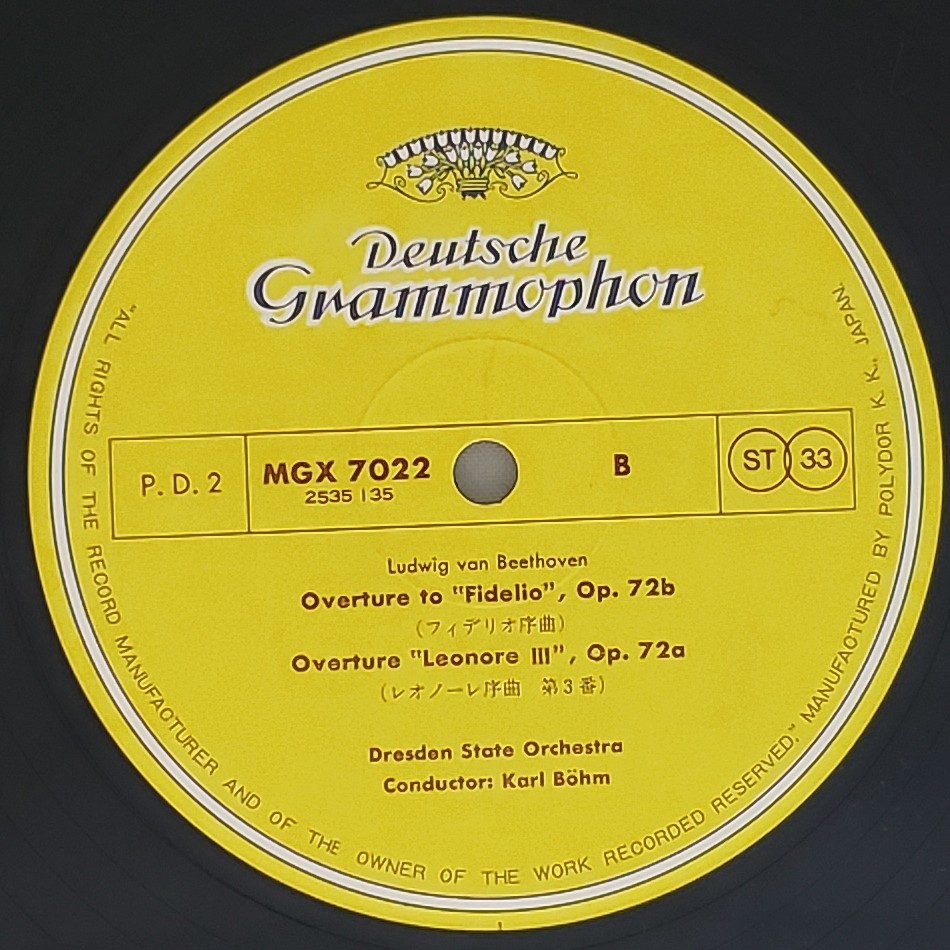 Deutsche
Grammophon
P. D. 2
MGX 7022
2535 135
B
ST 33
Ludwig van Beethoven
Overture to "Fidelio", Op. 72b
(フィデリオ序曲)
Overture "Leonore III", Op. 72a
(レオノーレ序曲 第3番)
Dresden State Orchestra
Conductor: Karl Böhm
"ALL RIGHTS OF THE RECORD MANUFACTURER AND OF THE OWNER OF THE WORK RECORDED RESERVED." MANUFACTURED BY POLYDOR K. K. JAPAN